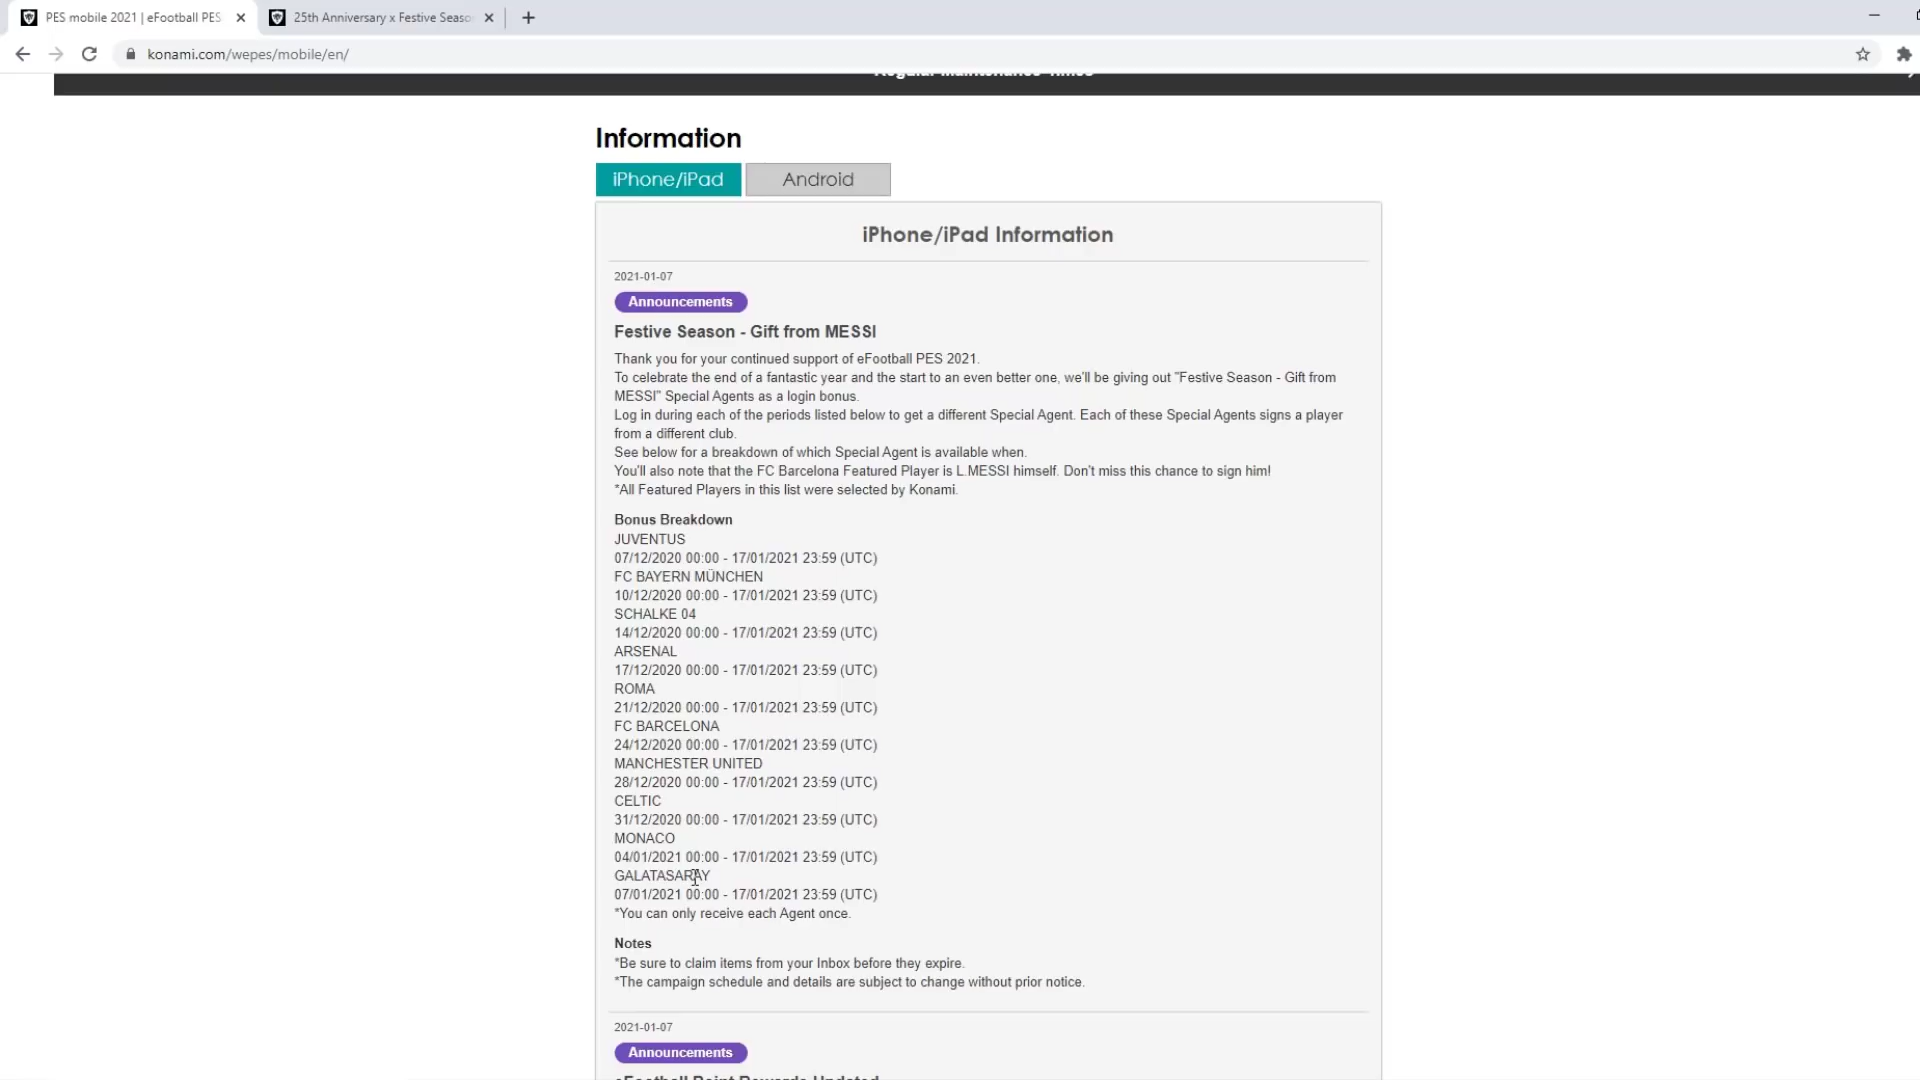 PES mobile 2021 | eFootball PES
25th Anniversary x Festive Seaso
konami.com/wepes/mobile/en/
Regular Maintenance Times
Information
iPhone/iPad
Android
iPhone/iPad Information
2021-01-07
Announcements
Festive Season - Gift from MESSI
Thank you for your continued support of eFootball PES 2021.
To celebrate the end of a fantastic year and the start to an even better one, we'll be giving out "Festive Season - Gift from
MESSI" Special Agents as a login bonus.
Log in during each of the periods listed below to get a different Special Agent. Each of these Special Agents signs a player
from a different club.
See below for a breakdown of which Special Agent is available when.
You'll also note that the FC Barcelona Featured Player is L.MESSI himself. Don't miss this chance to sign him!
*All Featured Players in this list were selected by Konami.
Bonus Breakdown
JUVENTUS
07/12/2020 00:00 - 17/01/2021 23:59 (UTC)
FC BAYERN MÜNCHEN
10/12/2020 00:00 - 17/01/2021 23:59 (UTC)
SCHALKE 04
14/12/2020 00:00 - 17/01/2021 23:59 (UTC)
ARSENAL
17/12/2020 00:00 - 17/01/2021 23:59 (UTC)
ROMA
21/12/2020 00:00 - 17/01/2021 23:59 (UTC)
FC BARCELONA
24/12/2020 00:00 - 17/01/2021 23:59 (UTC)
MANCHESTER UNITED
28/12/2020 00:00 - 17/01/2021 23:59 (UTC)
CELTIC
31/12/2020 00:00 - 17/01/2021 23:59 (UTC)
MONACO
04/01/2021 00:00 - 17/01/2021 23:59 (UTC)
GALATASARAY
07/01/2021 00:00 - 17/01/2021 23:59 (UTC)
*You can only receive each Agent once.
Notes
*Be sure to claim items from your Inbox before they expire.
*The campaign schedule and details are subject to change without prior notice.
2021-01-07
Announcements
eFootball Point Rewards Updated